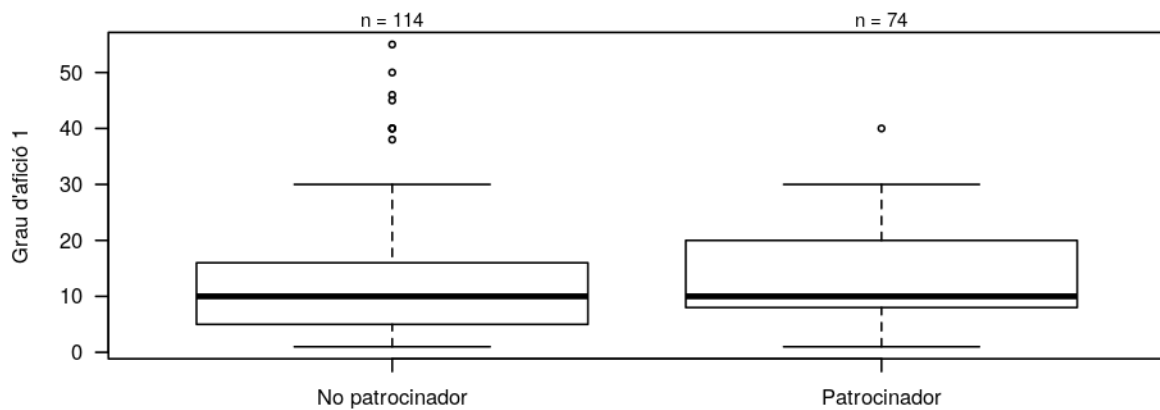 n = 114
n = 74
Grau d'afició 1
50
40
30
20
10
0
No patrocinador
Patrocinador